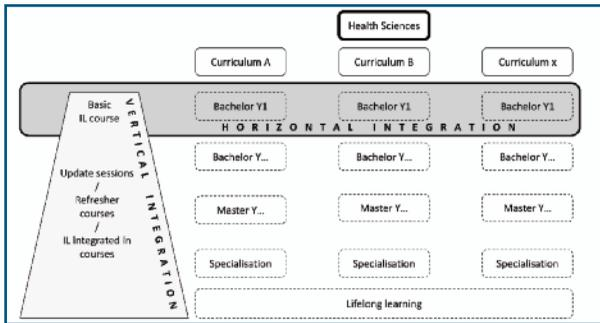 Health Sciences
Curriculum A
Curriculum B
Curriculum x
Basic
IL course
Bachelor Y1
Bachelor Y1
Bachelor Y1
HORIZONTAL INTEGRATION
VERTICAL INTEGRATION
Bachelor Y...
Bachelor Y...
Bachelor Y...
Update sessions
/
Refresher
courses
/
IL Integrated in
courses
Master Y...
Master Y...
Master Y...
Specialisation
Specialisation
Specialisation
Lifelong learning